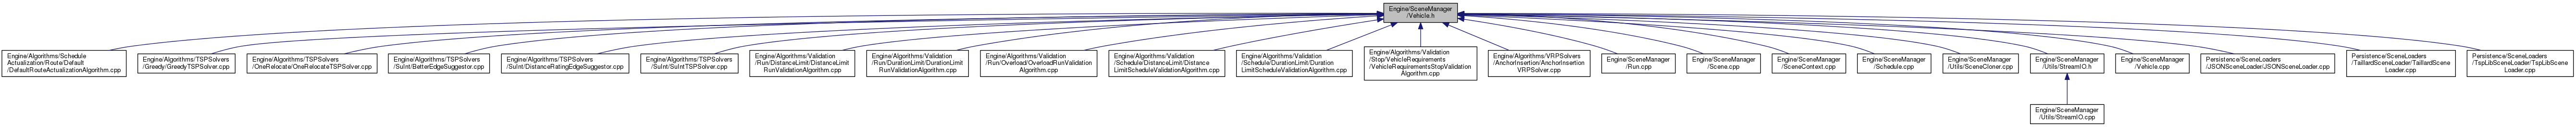 Engine/SceneManager
/Vehicle.h
Engine/Algorithms/Schedule
Actualization/Route/Default
/DefaultRouteActualizationAlgorithm.cpp
Engine/Algorithms/TSPSolvers
/Greedy/GreedyTSPSolver.cpp
Engine/Algorithms/TSPSolvers
/OneRelocate/OneRelocateTSPSolver.cpp
Engine/Algorithms/TSPSolvers
/SuInt/BetterEdgeSuggestor.cpp
Engine/Algorithms/TSPSolvers
/SuInt/DistanceRatingEdgeSuggestor.cpp
Engine/Algorithms/TSPSolvers
/SuInt/SuIntTSPSolver.cpp
Engine/Algorithms/Validation
/Run/DistanceLimit/DistanceLimit
RunValidationAlgorithm.cpp
Engine/Algorithms/Validation
/Run/DurationLimit/DurationLimit
RunValidationAlgorithm.cpp
Engine/Algorithms/Validation
/Run/Overload/OverloadRunValidation
Algorithm.cpp
Engine/Algorithms/Validation
/Schedule/DistanceLimit/Distance
LimitScheduleValidationAlgorithm.cpp
Engine/Algorithms/Validation
/Schedule/DurationLimit/Duration
LimitScheduleValidationAlgorithm.cpp
Engine/Algorithms/Validation
/Stop/VehicleRequirements
/VehicleRequirementsStopValidation
Algorithm.cpp
Engine/Algorithms/VRPSolvers
/AnchorInsertion/AnchorInsertion
VRPSolver.cpp
Engine/SceneManager
/Run.cpp
Engine/SceneManager
/Scene.cpp
Engine/SceneManager
/SceneContext.cpp
Engine/SceneManager
/Schedule.cpp
Engine/SceneManager
/Utils/SceneCloner.cpp
Engine/SceneManager
/Utils/StreamIO.h
Engine/SceneManager
/Vehicle.cpp
Persistence/SceneLoaders
/JSONSceneLoader/JSONSceneLoader.cpp
Persistence/SceneLoaders
/TaillardSceneLoader/TaillardScene
Loader.cpp
Persistence/SceneLoaders
/TspLibSceneLoader/TspLibScene
Loader.cpp
Engine/SceneManager
/Utils/StreamIO.cpp